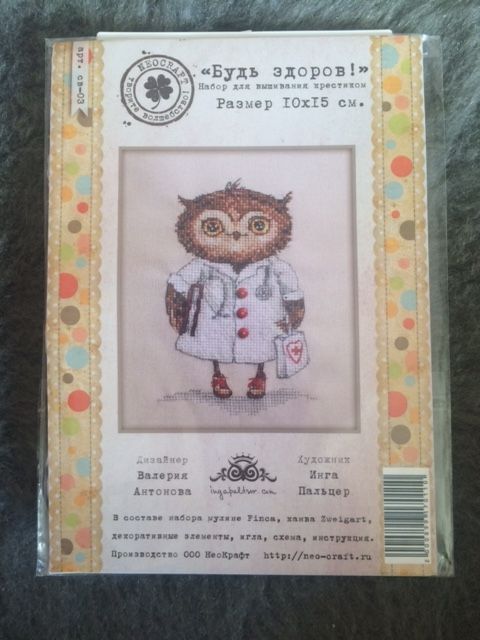 арт. св-03
NEOCRAFT
творите волшебство!
«Будь здоров!»
Набор для вышивания крестиком
Размер 10х15 см.
Дизайнер
Валерия
Антонова
ingapaltser.com
Художник
Инга
Пальцер
В составе набора мулине Finca, канва Zweigart,
декоративные элементы, игла, схема, инструкция.
Производство ООО НеоКрафт http://neo-craft.ru